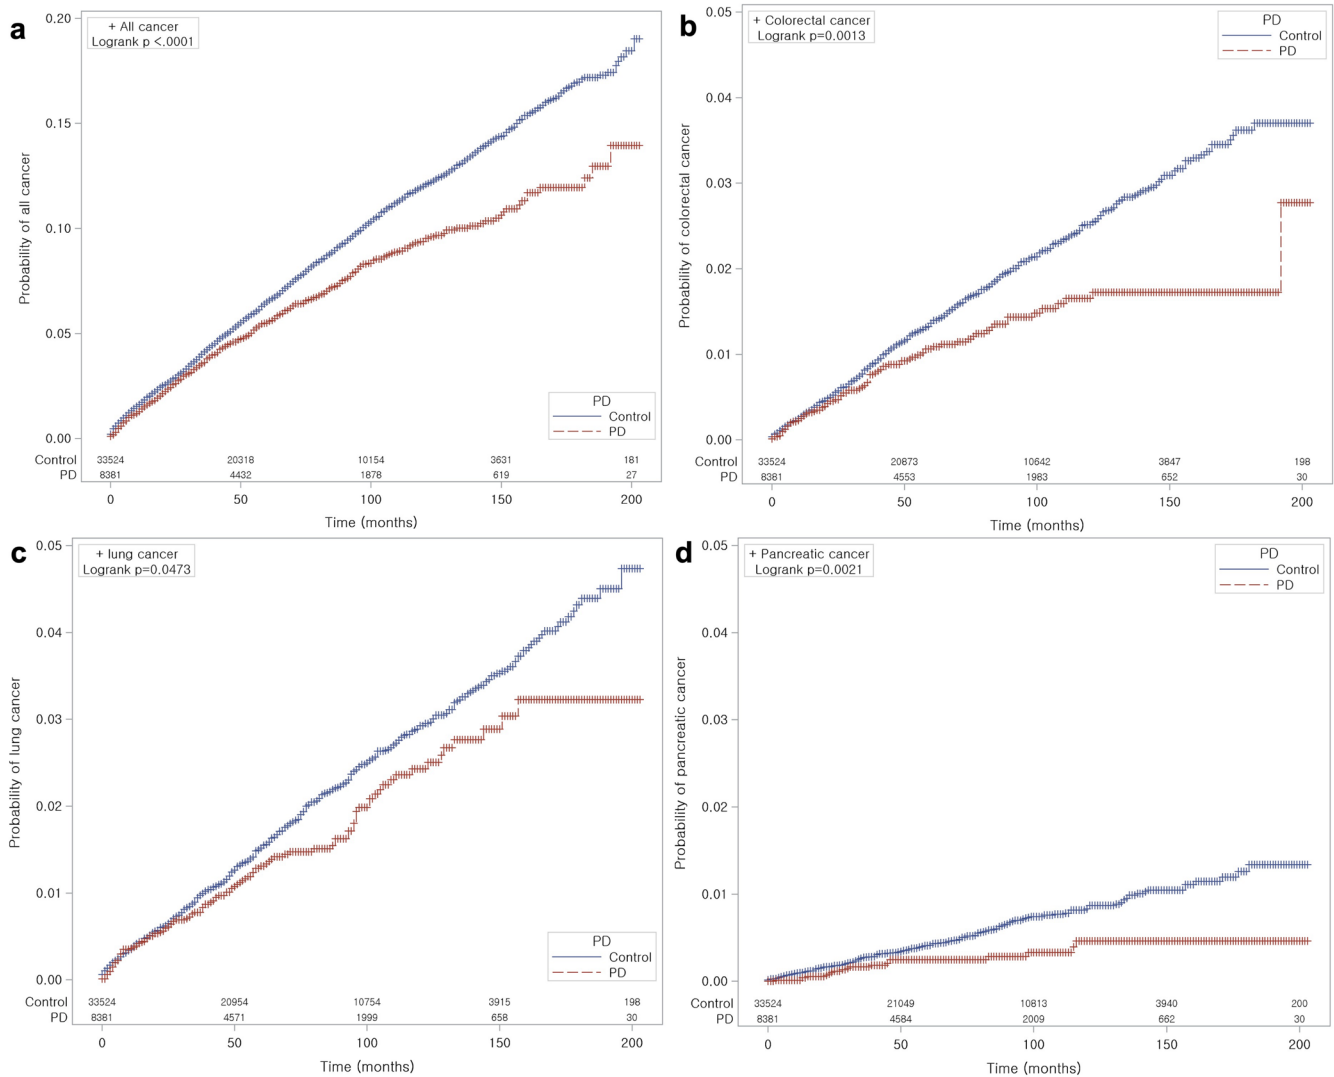 a
+ All cancer
Logrank p <.0001
0.20
0.15
0.10
0.05
0.00
Probability of all cancer
PD
Control
PD
Control 33524 20318 10154 3631 181
PD 8381 4432 1878 619 27
0 50 100 150 200
Time (months)
b
+ Colorectal cancer
Logrank p=0.0013
PD
Control
PD
0.05
0.04
0.03
0.02
0.01
0.00
Probability of colorectal cancer
Control 33524 20873 10642 3847 198
PD 8381 4553 1983 652 30
0 50 100 150 200
Time (months)
c
+ lung cancer
Logrank p=0.0473
0.05
0.04
0.03
0.02
0.01
0.00
Probability of lung cancer
PD
Control
PD
Control 33524 20954 10754 3915 198
PD 8381 4571 1999 658 30
0 50 100 150 200
Time (months)
d
+ Pancreatic cancer
Logrank p=0.0021
PD
Control
PD
0.05
0.04
0.03
0.02
0.01
0.00
Probability of pancreatic cancer
Control 33524 21049 10813 3940 200
PD 8381 4584 2009 662 30
0 50 100 150 200
Time (months)